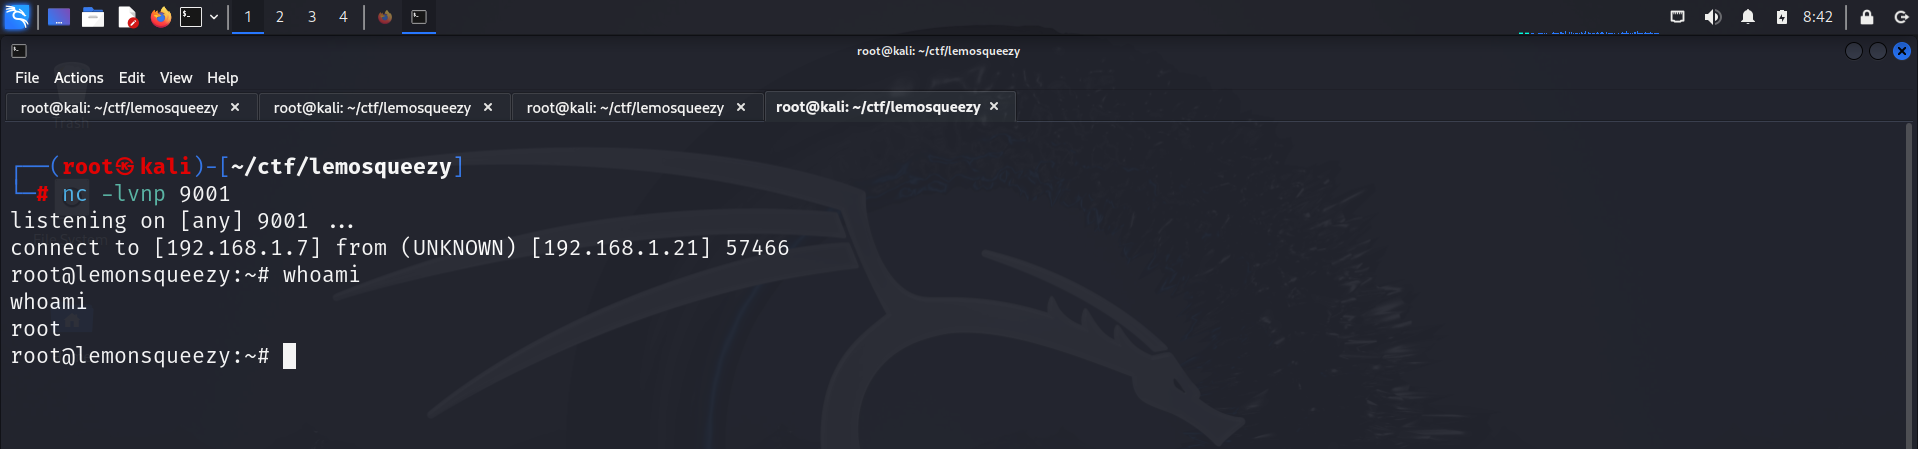 1 2 3 4 8:42
root@kali: ~/ctf/lemosqueezy
File Actions Edit View Help
root@kali: ~/ctf/lemosqueezy × root@kali: ~/ctf/lemosqueezy × root@kali: ~/ctf/lemosqueezy × root@kali: ~/ctf/lemosqueezy ×
Trash
┌──(root㉿kali)-[~/ctf/lemosqueezy]
└─# nc -lvnp 9001
listening on [any] 9001 ...
connect to [192.168.1.7] from (UNKNOWN) [192.168.1.21] 57466
root@lemonsqueezy:~# whoami
whoami
root
root@lemonsqueezy:~#